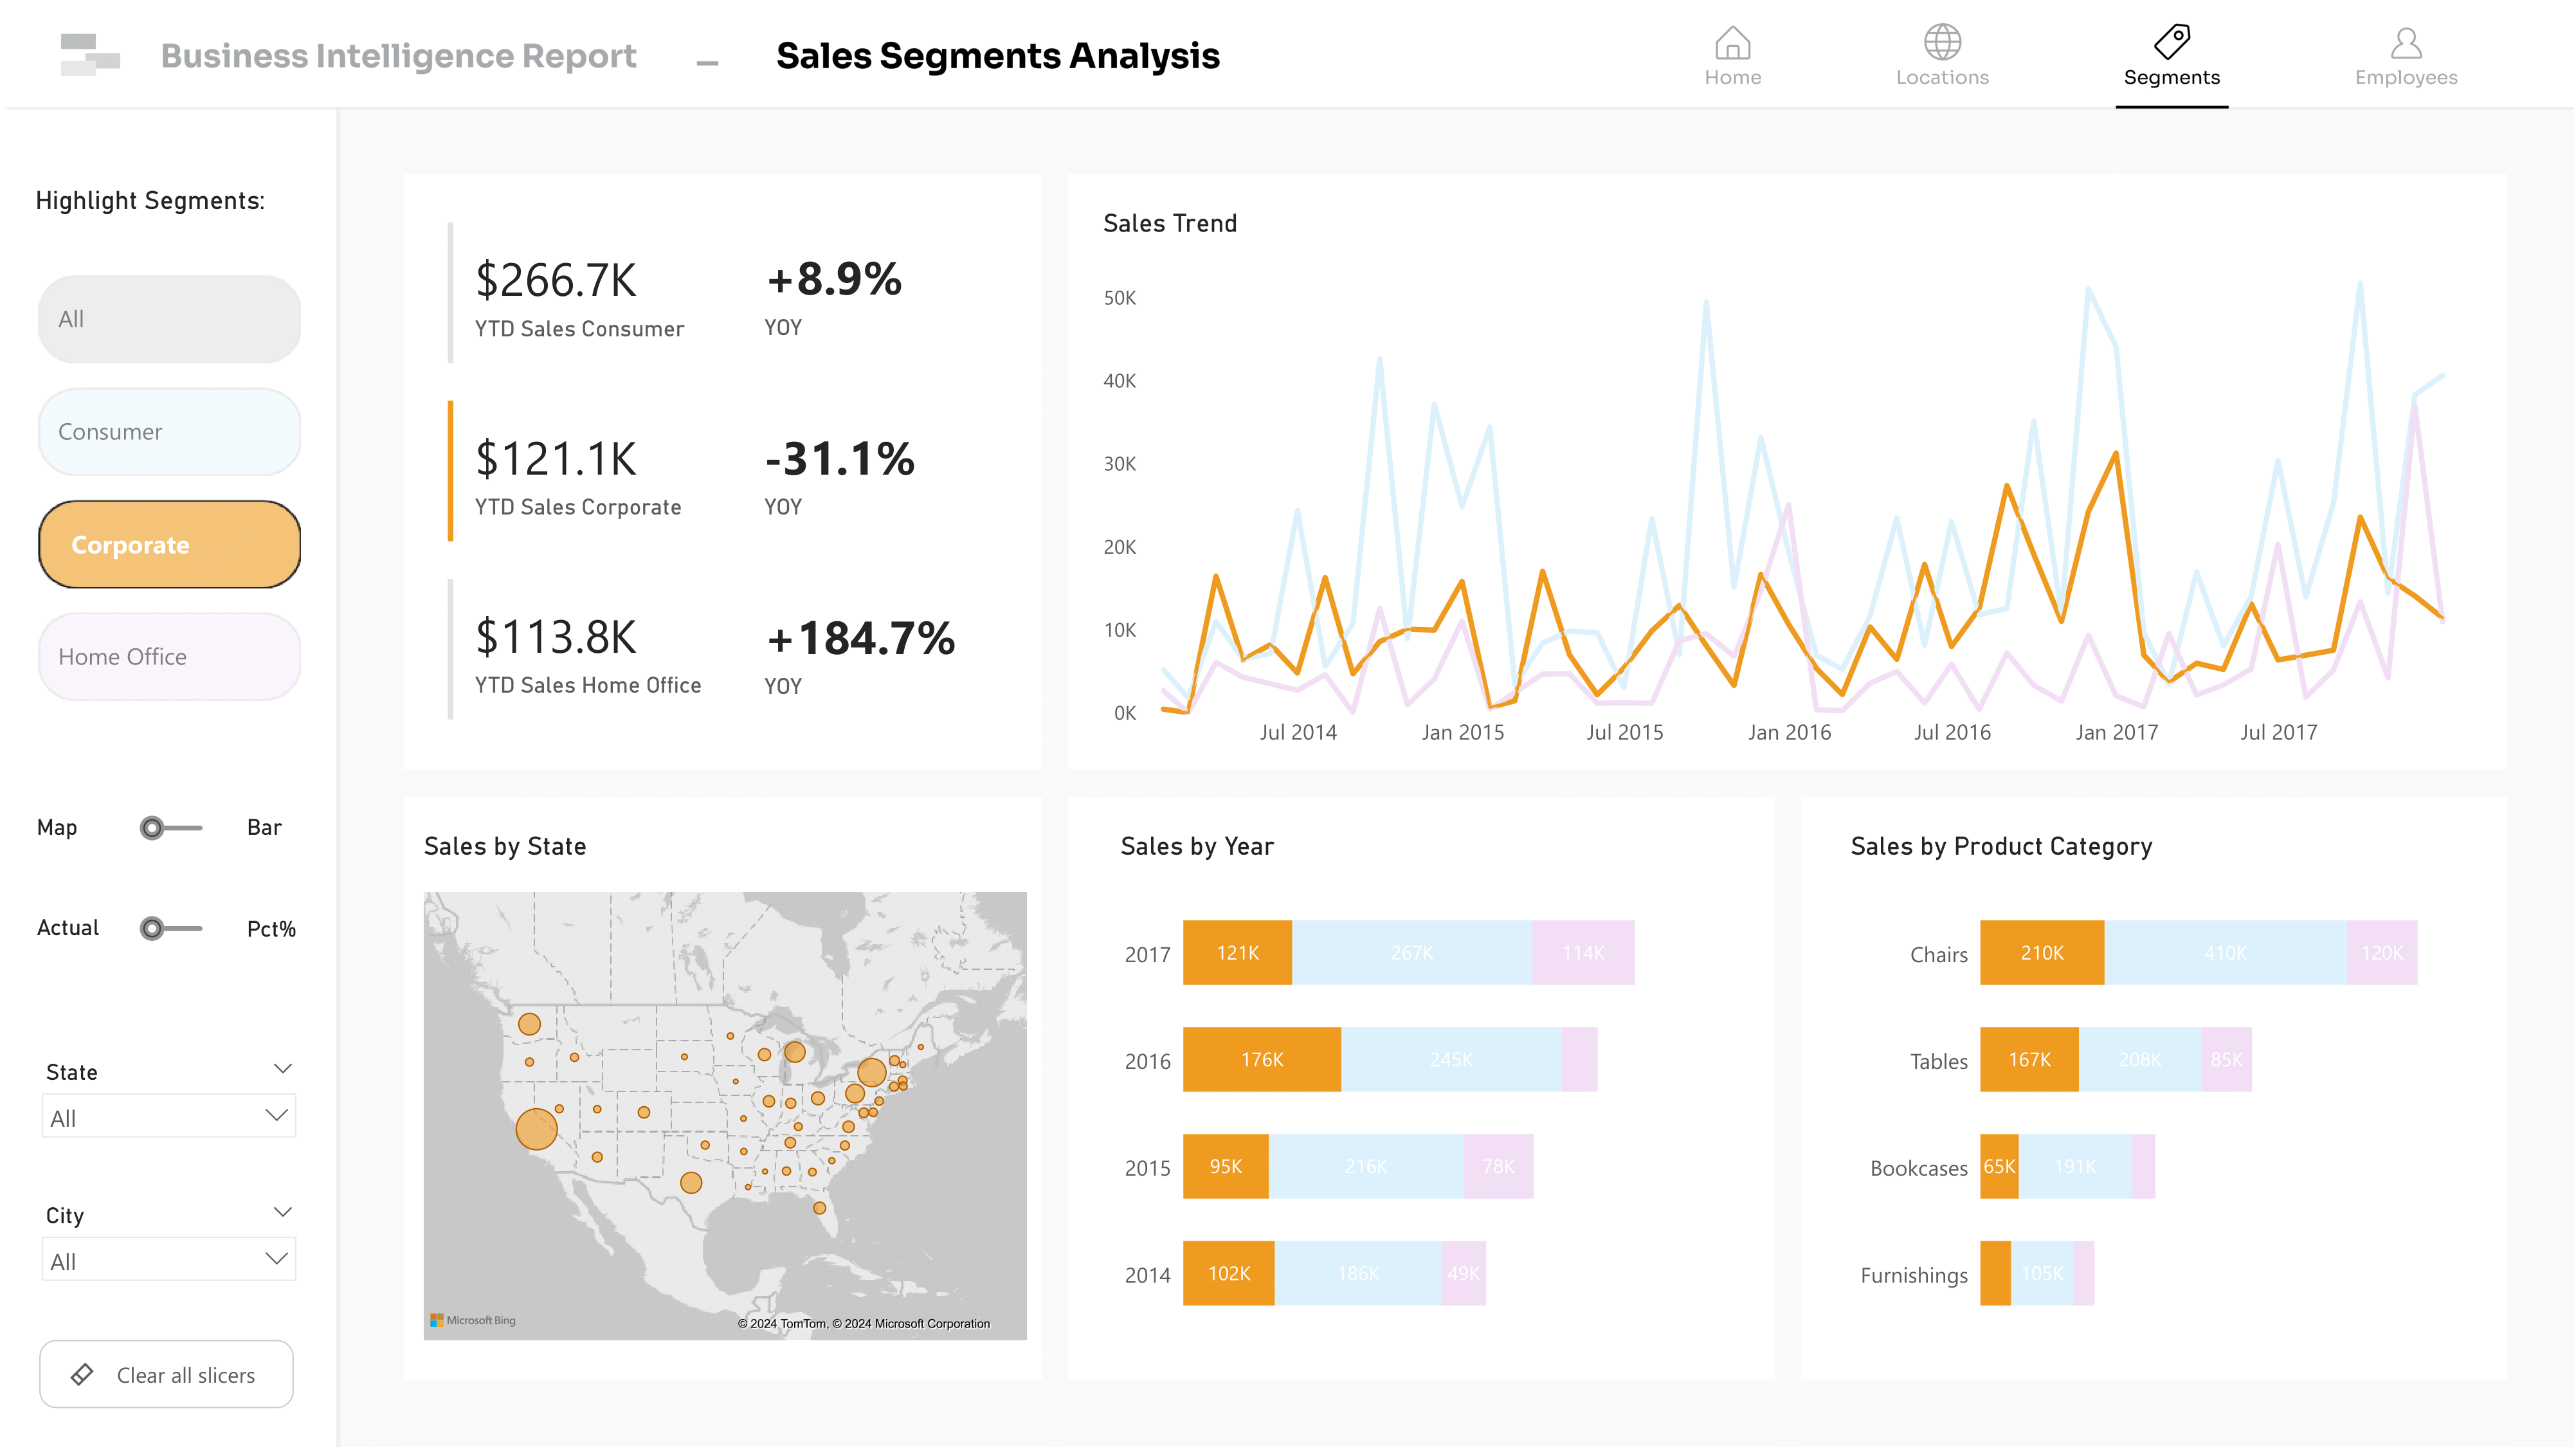 Business Intelligence Report – Sales Segments Analysis
Home
Locations
Segments
Employees
Highlight Segments:
All
Consumer
Corporate
Home Office
Map
Bar
Actual
Pct%
State
All
City
All
Clear all slicers
$266.7K
+8.9%
YTD Sales Consumer
YOY
$121.1K
-31.1%
YTD Sales Corporate
YOY
$113.8K
+184.7%
YTD Sales Home Office
YOY
Sales Trend
50K
40K
30K
20K
10K
0K
Jul 2014
Jan 2015
Jul 2015
Jan 2016
Jul 2016
Jan 2017
Jul 2017
Sales by State
Microsoft Bing
© 2024 TomTom, © 2024 Microsoft Corporation
Sales by Year
2017 121K 267K 114K
2016 176K 245K
2015 95K 216K 78K
2014 102K 186K 49K
Sales by Product Category
Chairs 210K 410K 120K
Tables 167K 208K 85K
Bookcases 65K 191K
Furnishings 105K